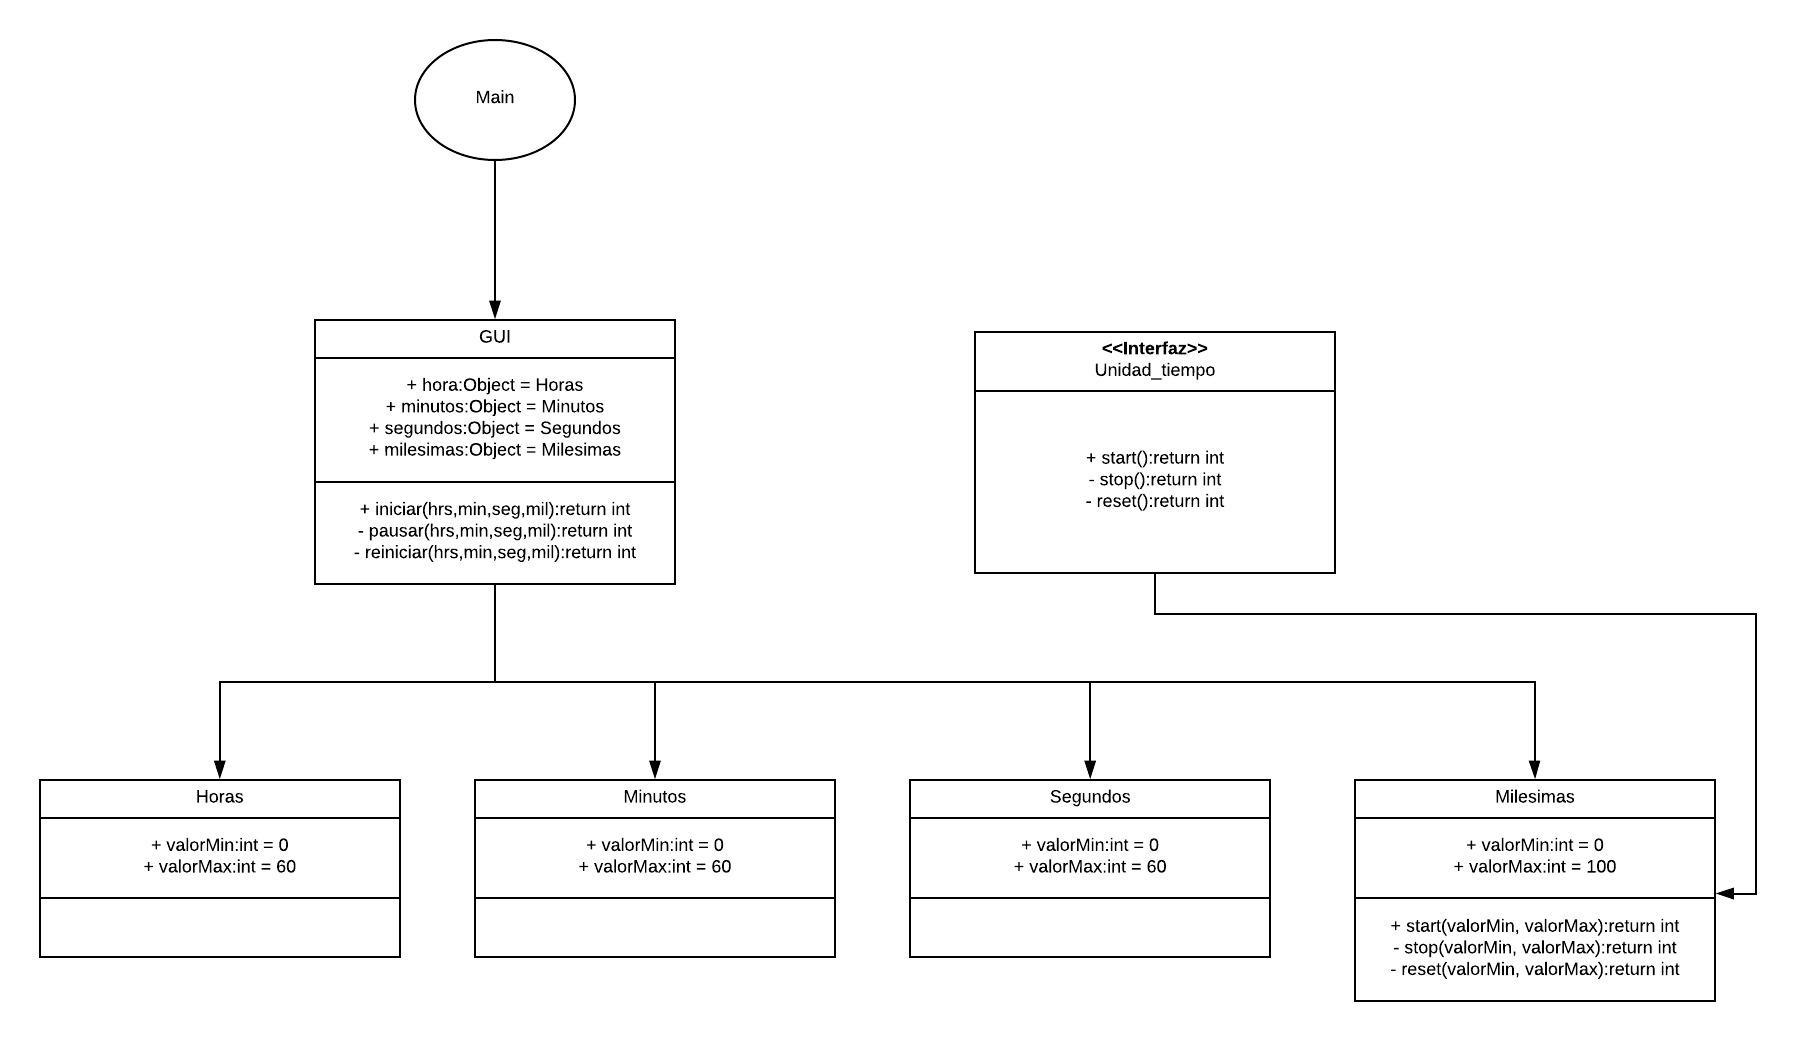 Main
GUI
+ hora:Object = Horas
+ minutos:Object = Minutos
+ segundos:Object = Segundos
+ milesimas:Object = Milesimas
+ iniciar(hrs,min,seg,mil):return int
- pausar(hrs,min,seg,mil):return int
- reiniciar(hrs,min,seg,mil):return int
<<Interfaz>>
Unidad_tiempo
+ start():return int
- stop():return int
- reset():return int
Horas
+ valorMin:int = 0
+ valorMax:int = 60
Minutos
+ valorMin:int = 0
+ valorMax:int = 60
Segundos
+ valorMin:int = 0
+ valorMax:int = 60
Milesimas
+ valorMin:int = 0
+ valorMax:int = 100
+ start(valorMin, valorMax):return int
- stop(valorMin, valorMax):return int
- reset(valorMin, valorMax):return int